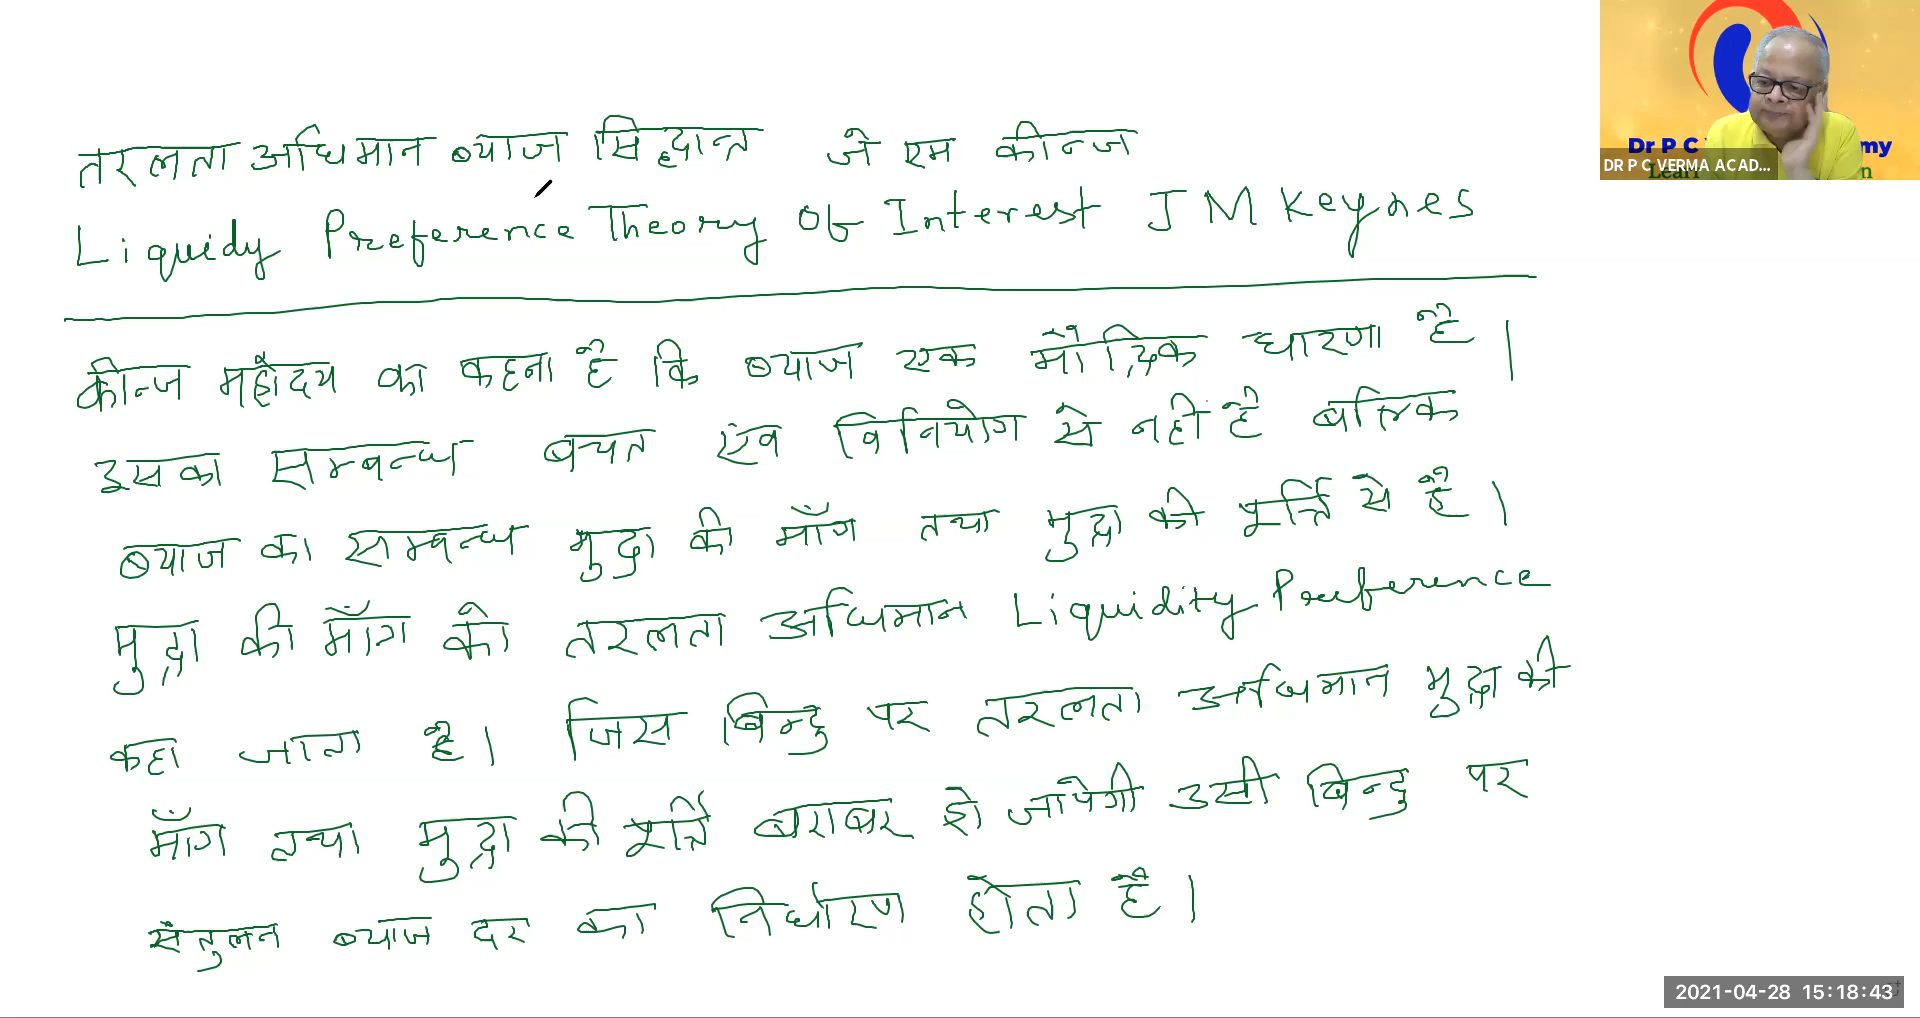 तरलता अधिमान ब्याज सिद्धान्त जे एम कीन्ज
Liquidy Preference Theory Of Interest J M Keynes
कीन्ज महोदय का कहना है कि ब्याज एक मौद्रिक धारणा है।
उसका सम्बन्ध बचत एंव विनियोग से नही है बल्कि
ब्याज का सम्बन्ध मुद्रा की माँग तथा मुद्रा की पूर्त्ति से है।
मुद्रा की माँग को तरलता अधिमान Liquidity Preference
कहा जाता है। जिस बिन्दु पर तरलता अधिमान मुद्रा की
माँग तथा मुद्रा की पूर्त्ति बराबर हो जायेगी उसी बिन्दु पर
संतुलन ब्याज दर का निर्धारण होता है।
Dr P C my
DR P C VERMA ACAD...
n
2021-04-28 15:18:43